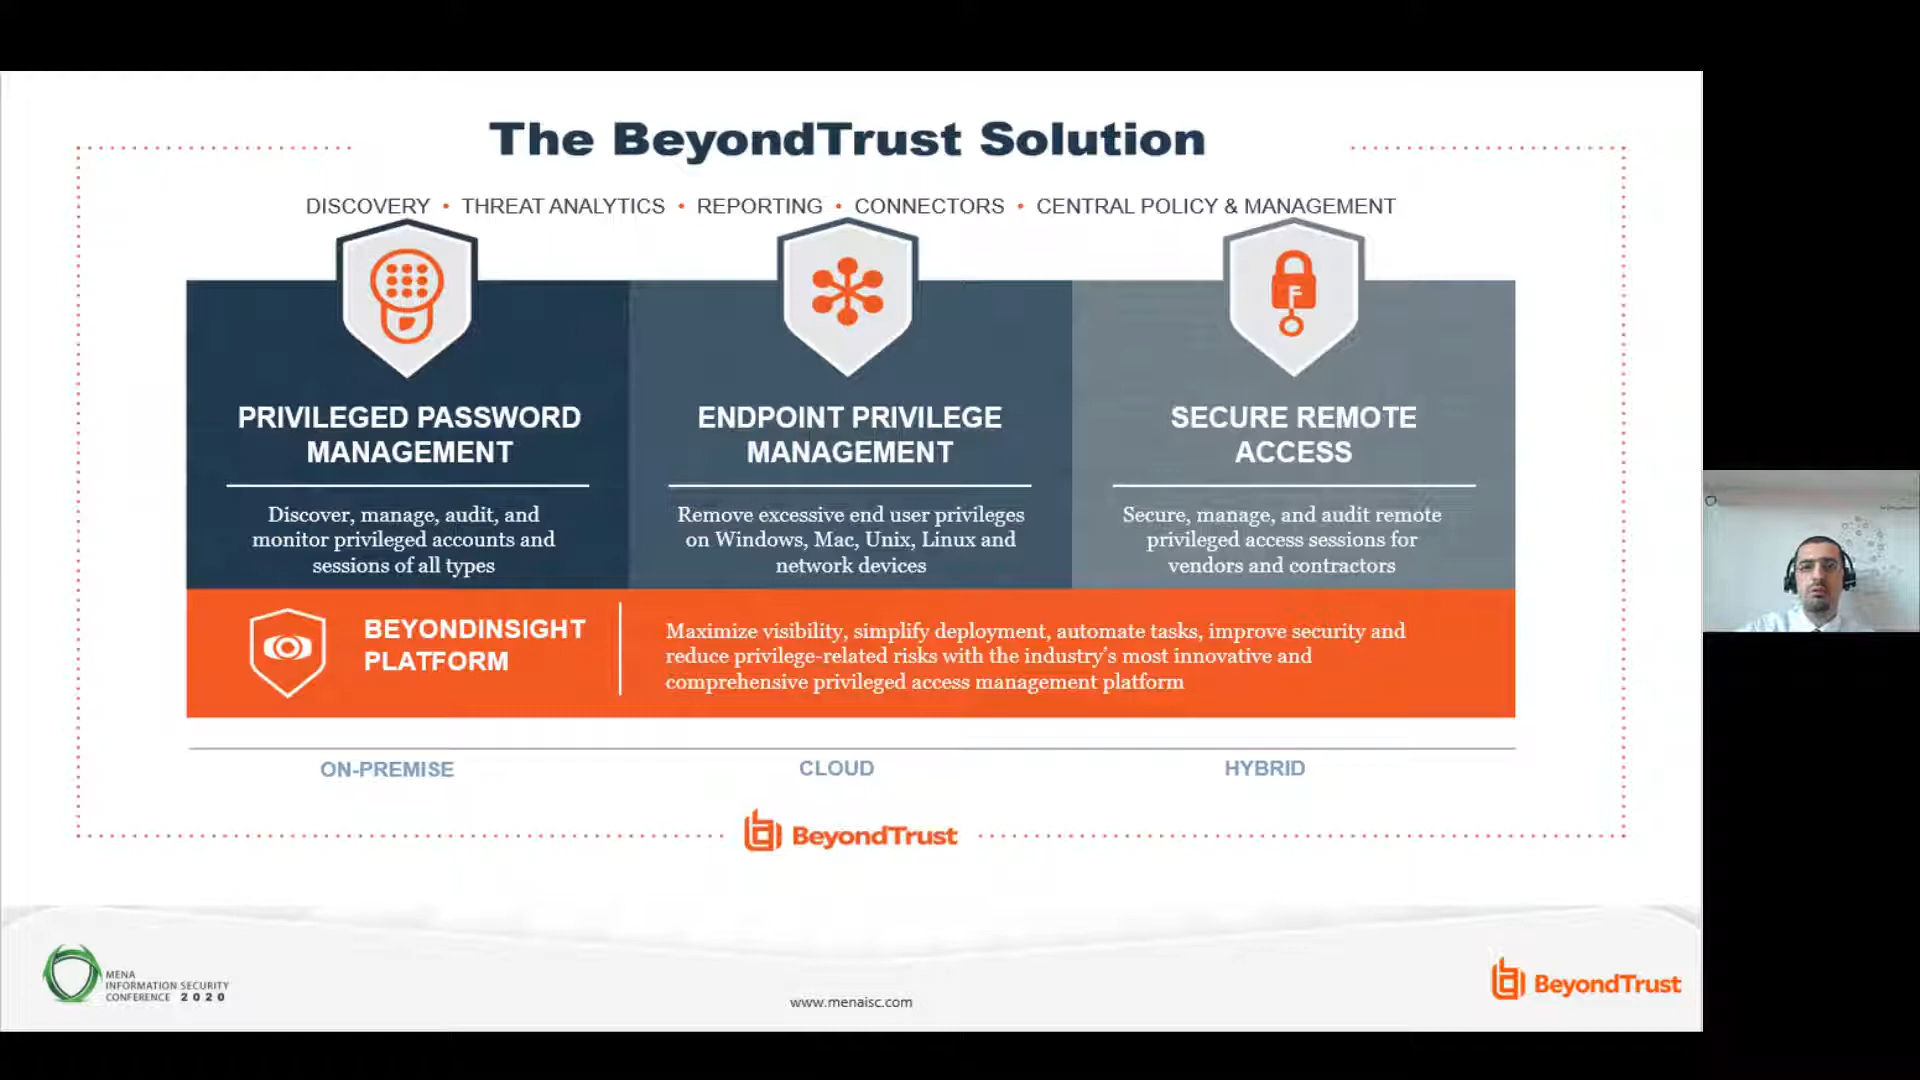 The BeyondTrust Solution
DISCOVERY • THREAT ANALYTICS • REPORTING • CONNECTORS • CENTRAL POLICY & MANAGEMENT
PRIVILEGED PASSWORD
MANAGEMENT
Discover, manage, audit, and
monitor privileged accounts and
sessions of all types
ENDPOINT PRIVILEGE
MANAGEMENT
Remove excessive end user privileges
on Windows, Mac, Unix, Linux and
network devices
SECURE REMOTE
ACCESS
Secure, manage, and audit remote
privileged access sessions for
vendors and contractors
BEYONDINSIGHT
PLATFORM
Maximize visibility, simplify deployment, automate tasks, improve security and
reduce privilege-related risks with the industry's most innovative and
comprehensive privileged access management platform
ON-PREMISE
CLOUD
HYBRID
BeyondTrust
MENA
INFORMATION SECURITY
CONFERENCE 2020
www.menaisc.com
BeyondTrust